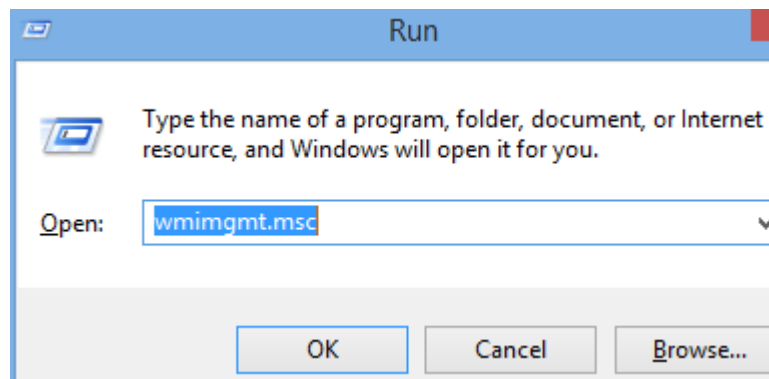 Run
Type the name of a program, folder, document, or Internet
resource, and Windows will open it for you.
Open: wmimgmt.msc
OK Cancel Browse...